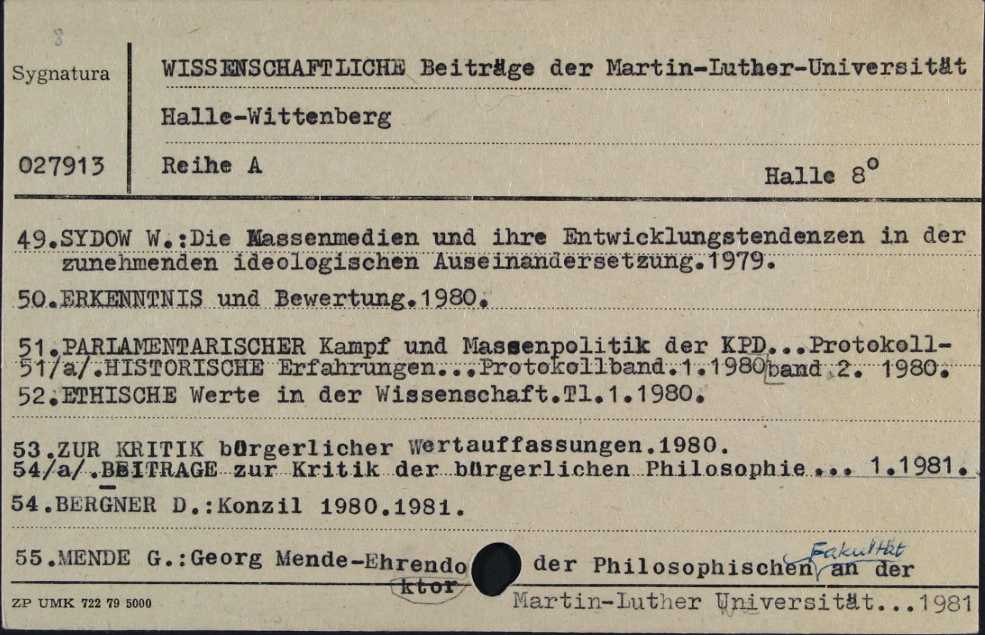 8
Sygnatura
WISSENSCHAFTLICHE Beiträge der Martin-Luther-Universität
Halle-Wittenberg
027913
Reihe A
Halle 8°
49.SYDOW W.:Die Massenmedien und ihre Entwicklungstendenzen in der
zunehmenden ideologischen Auseinandersetzung.1979.
50.ERKENNTNIS und Bewertung.1980.
51.PARLAMENTARISCHER Kampf und Massenpolitik der KPD...Protokoll-
51/a/.HISTORISCHE Erfahrungen...Protokollband.1.1980 band 2. 1980.
52.ETHISCHE Werte in der Wissenschaft.Tl.1.1980.
53.ZUR KRITIK bürgerlicher Wertauffassungen.1980.
54/a/.BEITRAGE zur Kritik der bürgerlichen Philosophie... 1.1981.
54.BERGNER D.:Konzil 1980.1981.
55.MENDE G.:Georg Mende-Ehrendo der Philosophischen Fakultät an der
ktor
Martin-Luther Universität...1981
ZP UMK 722 79 5000